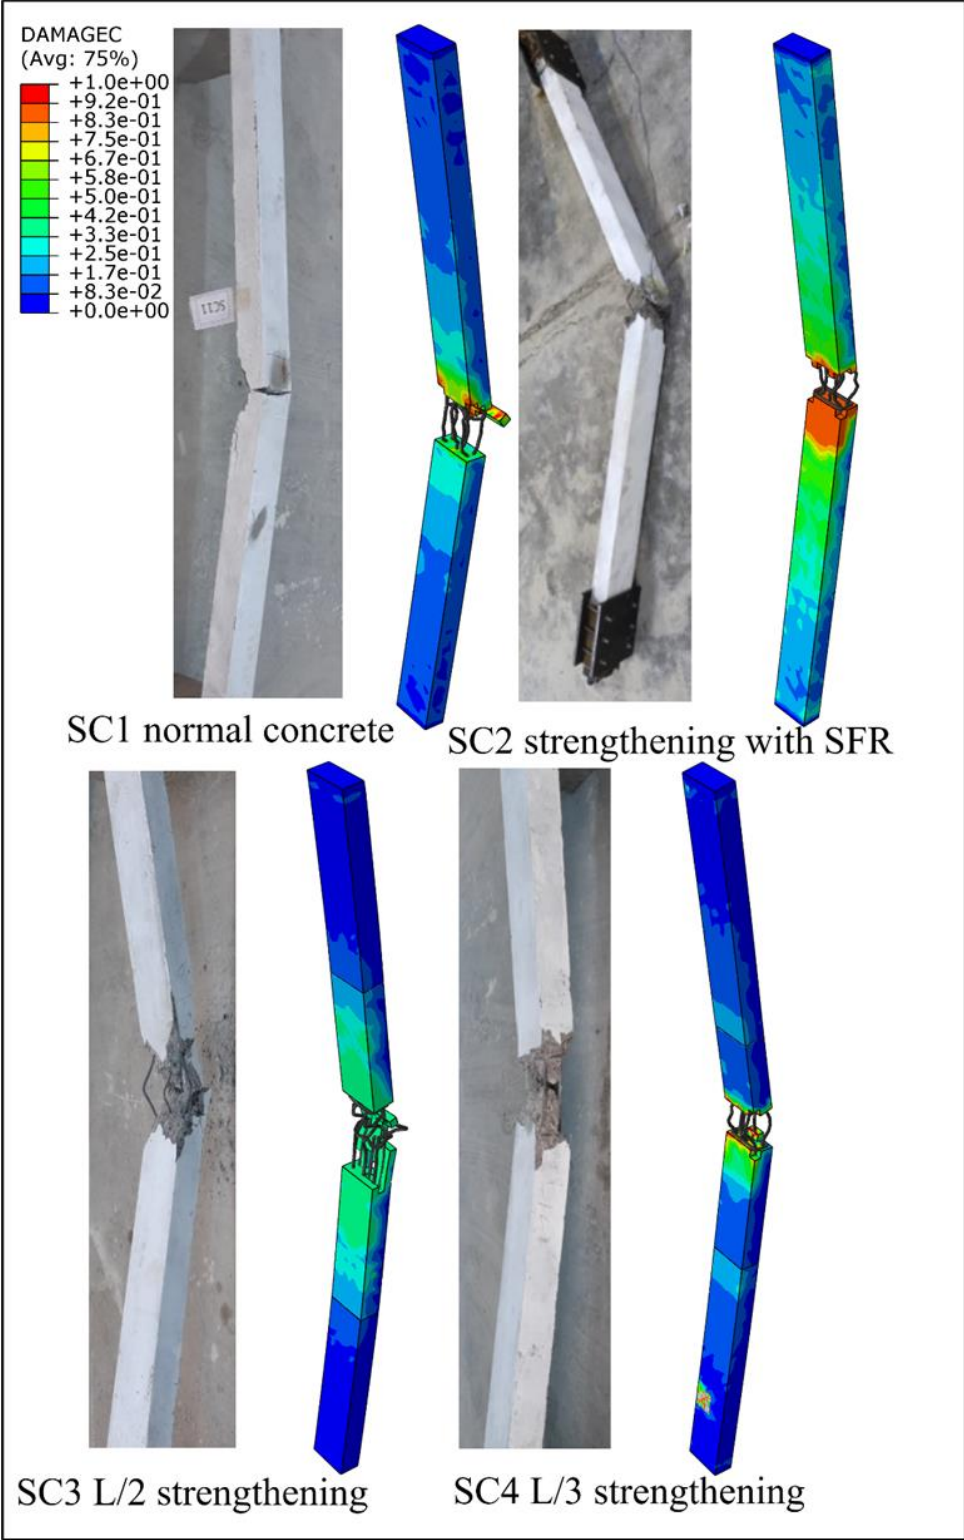 DAMAGEC
(Avg: 75%)
+1.0e+00
+9.2e-01
+8.3e-01
+7.5e-01
+6.7e-01
+5.8e-01
+5.0e-01
+4.2e-01
+3.3e-01
+2.5e-01
+1.7e-01
+8.3e-02
+0.0e+00
SC11
SC1 normal concrete
SC2 strengthening with SFR
SC3 L/2 strengthening
SC4 L/3 strengthening